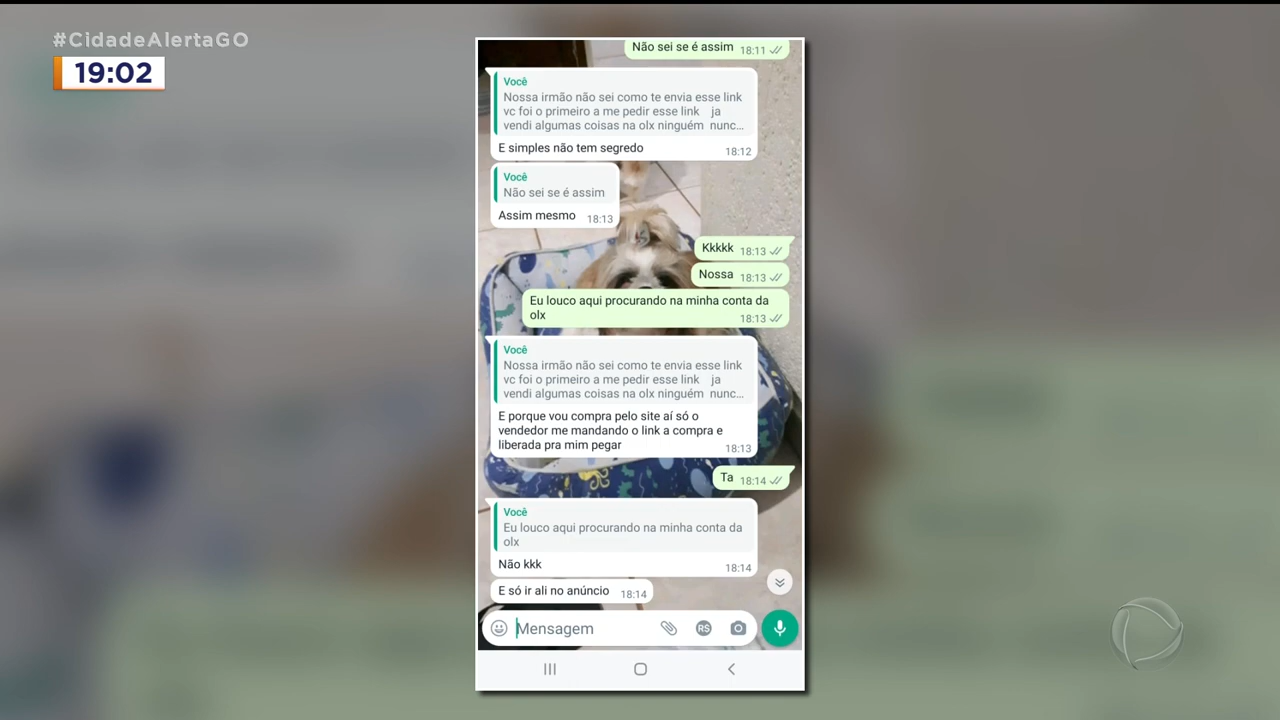 #CidadeAlertaGO
19:02
Não sei se é assim 18:11
Você
Nossa irmão não sei como te envia esse link
vc foi o primeiro a me pedir esse link ja
vendi algumas coisas na olx ninguém nunc...
E simples não tem segredo 18:12
Você
Não sei se é assim
Assim mesmo 18:13
Kkkkk 18:13
Nossa 18:13
Eu louco aqui procurando na minha conta da
olx 18:13
Você
Nossa irmão não sei como te envia esse link
vc foi o primeiro a me pedir esse link ja
vendi algumas coisas na olx ninguém nunc...
E porque vou compra pelo site aí só o
vendedor me mandando o link a compra e
liberada pra mim pegar 18:13
Ta 18:14
Você
Eu louco aqui procurando na minha conta da
olx
Não kkk 18:14
E só ir ali no anúncio 18:14
Mensagem R$